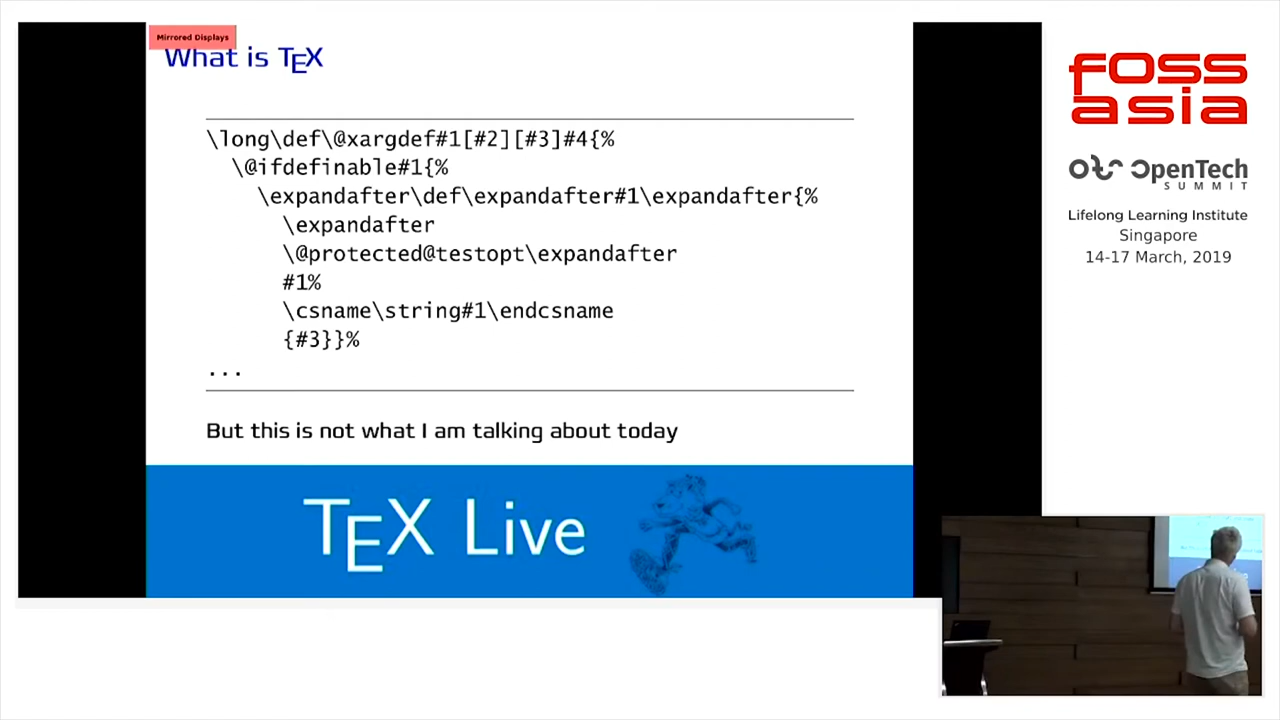 Mirrored Displays
What is TEX
\long\def\@xargdef#1[#2][#3]#4{%
\@ifdefinable#1{%
\expandafter\def\expandafter#1\expandafter{%
\expandafter
\@protected@testopt\expandafter
#1%
\csname\string#1\endcsname
{#3}}%
...
But this is not what I am talking about today
TEX Live
fOSS
asia
OpenTech
SUMMIT
Lifelong Learning Institute
Singapore
14-17 March, 2019